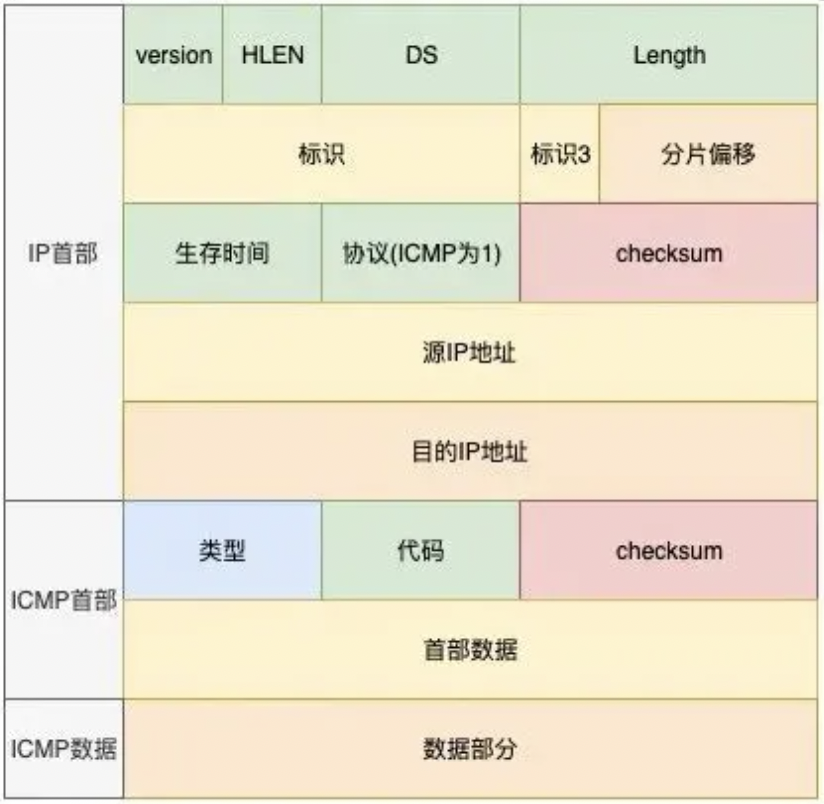 version
HLEN
DS
Length
标识
标识3
分片偏移
IP首部
生存时间
协议(ICMP为1)
checksum
源IP地址
目的IP地址
ICMP首部
类型
代码
checksum
首部数据
ICMP数据
数据部分